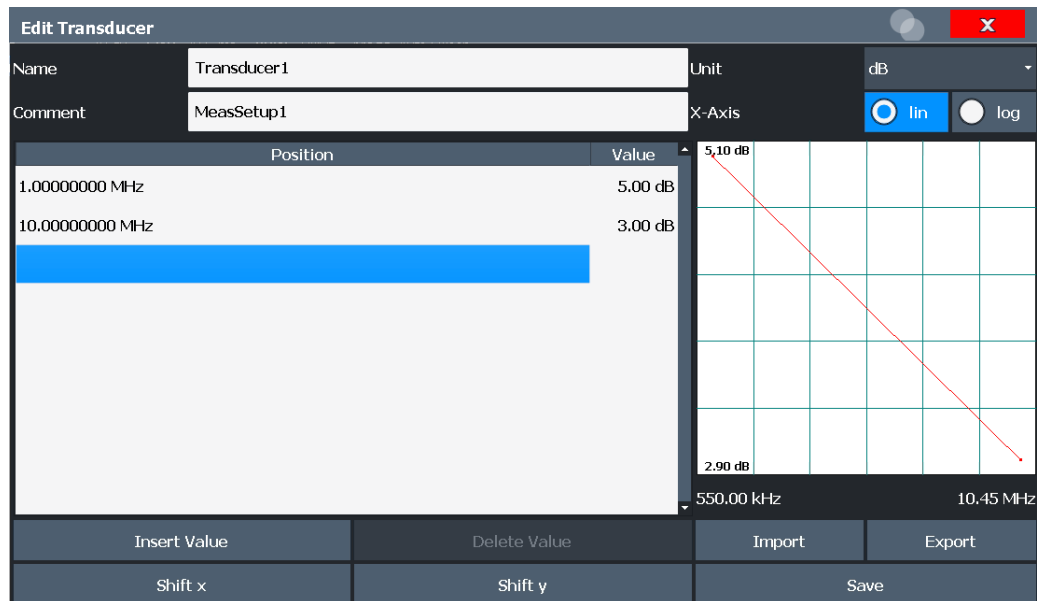 Edit Transducer X
Name Transducer1 Unit dB
Comment MeasSetup1 X-Axis lin log
Position Value
1.00000000 MHz 5.00 dB
10.00000000 MHz 3.00 dB
5,10 dB
2.90 dB
550.00 kHz 10.45 MHz
Insert Value Delete Value Import Export
Shift x Shift y Save